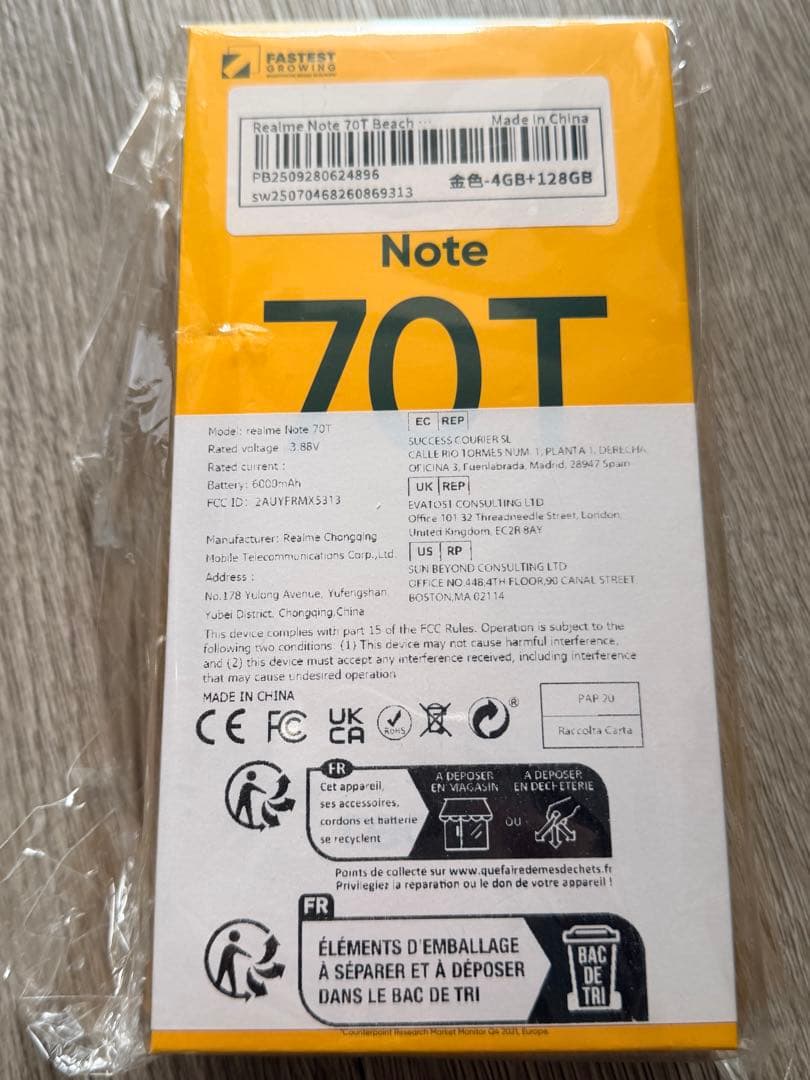 FASTEST
GROWING
Realme Note 70T Beach ...
Made In China
PB2509280624896
sw25070468260869313
金色-4GB+128GB
Note
70T
Model: realme Note 70T
Rated voltage 3.88V
Rated current :
Battery: 6000mAh
FCC ID: 2AUYFRMX5313
Manufacturer: Realme Chongqing
Mobile Telecommunications Corp.,Ltd.
Address :
No.178 Yulong Avenue, Yufengshan,
Yubei District, Chongqing,China
EC REP
SUCCESS COURIER SL
CALLE RIO TORMES NUM. 1, PLANTA 1, DERECHA,
OFICINA 3, Fuenlabrada, Madrid, 28947 Spain
UK REP
EVATOST CONSULTING LTD
Office 101 32 Threadneedle Street, London,
United Kingdom, EC2R 8AY
US RP
SUN BEYOND CONSULTING LTD
OFFICE NO.448,4TH FLOOR,90 CANAL STREET
BOSTON,MA 02114
This device complies with part 15 of the FCC Rules. Operation is subject to the
following two conditions: (1) This device may not cause harmful interference,
and (2) this device must accept any interference received, including interference
that may cause undesired operation
MADE IN CHINA
CE FC UK CA RoHS ®
PAP 20
Raccolta Carta
FR
Cet appareil,
ses accessoires,
cordons et batterie
se recyclent
A DEPOSER
EN MAGASIN
OU
A DEPOSER
EN DECHETERIE
Points de collecte sur www.quefairedemesdechets.fr
Privilegiez la reparation ou le don de votre appareil !
FR
ÉLÉMENTS D'EMBALLAGE
À SÉPARER ET À DÉPOSER
DANS LE BAC DE TRI
BAC
DE
TRI
*Counterpoint Research Market Monitor Q4 2021, Europe.